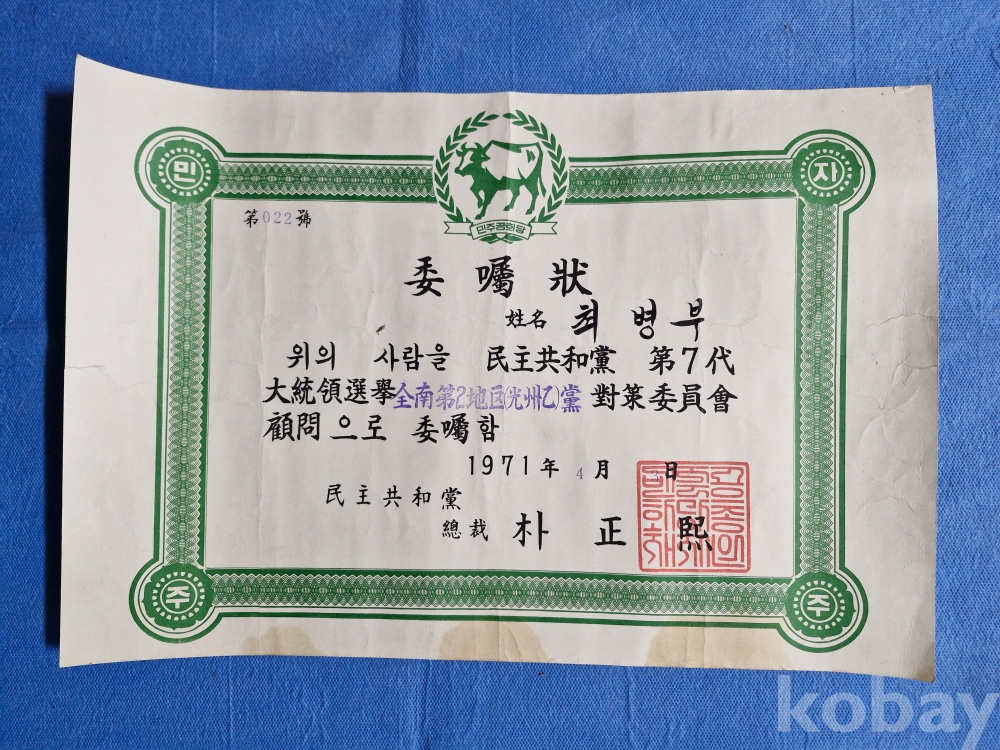 민 자
민주공화당
第022號
委囑狀
姓名 최병부
위의 사람을 民主共和黨 第7代
大統領選擧全南第2地区(光州乙)黨 對策委員會
顧問으로 委囑함
1971年 4月 日
民主共和黨
總裁 朴正熙
주 주
kobay